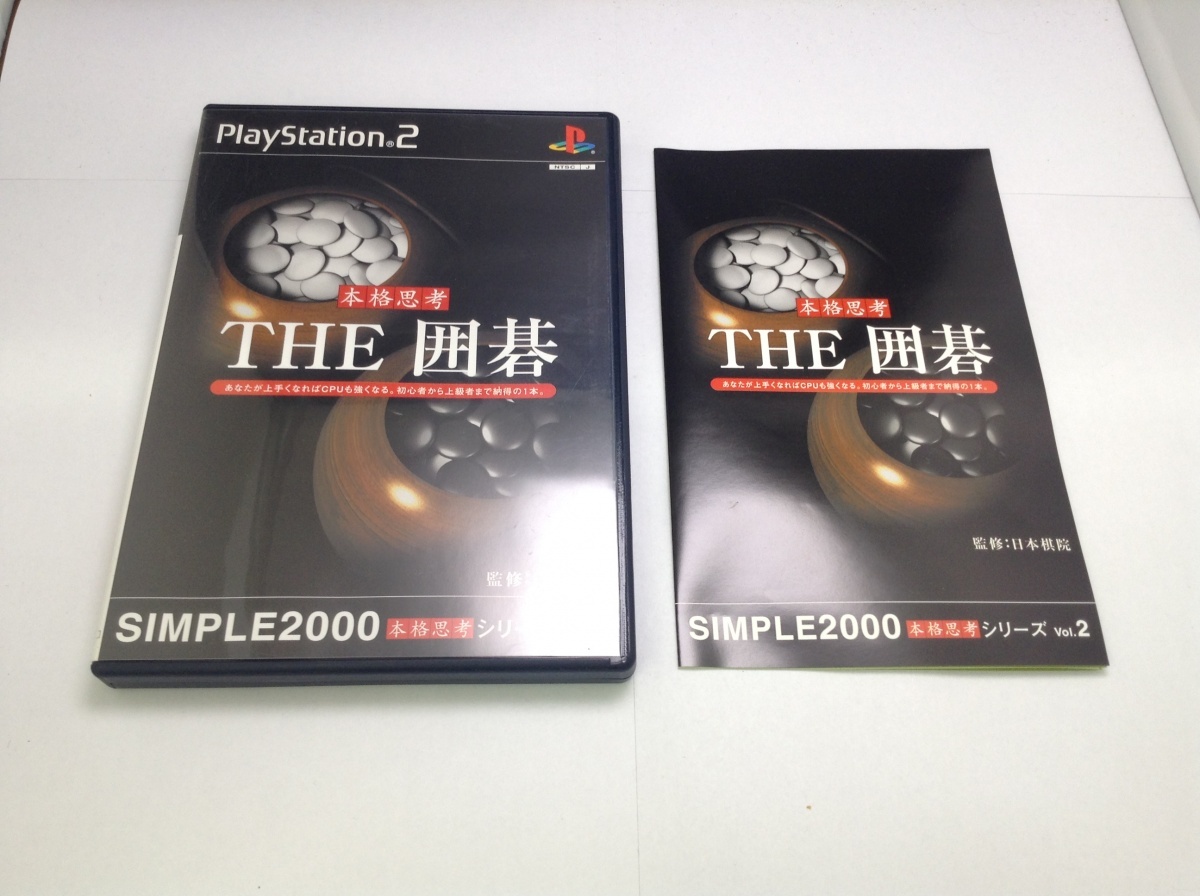 PlayStation®2
NTSC J
本格思考
THE 囲碁
あなたが上手くなればCPUも強くなる。初心者から上級者まで納得の1本。
監修:
SIMPLE2000 本格思考 シリ
本格思考
THE 囲碁
あなたが上手くなればCPUも強くなる。初心者から上級者まで納得の1本。
監修:日本棋院
SIMPLE2000 本格思考 シリーズ Vol.2